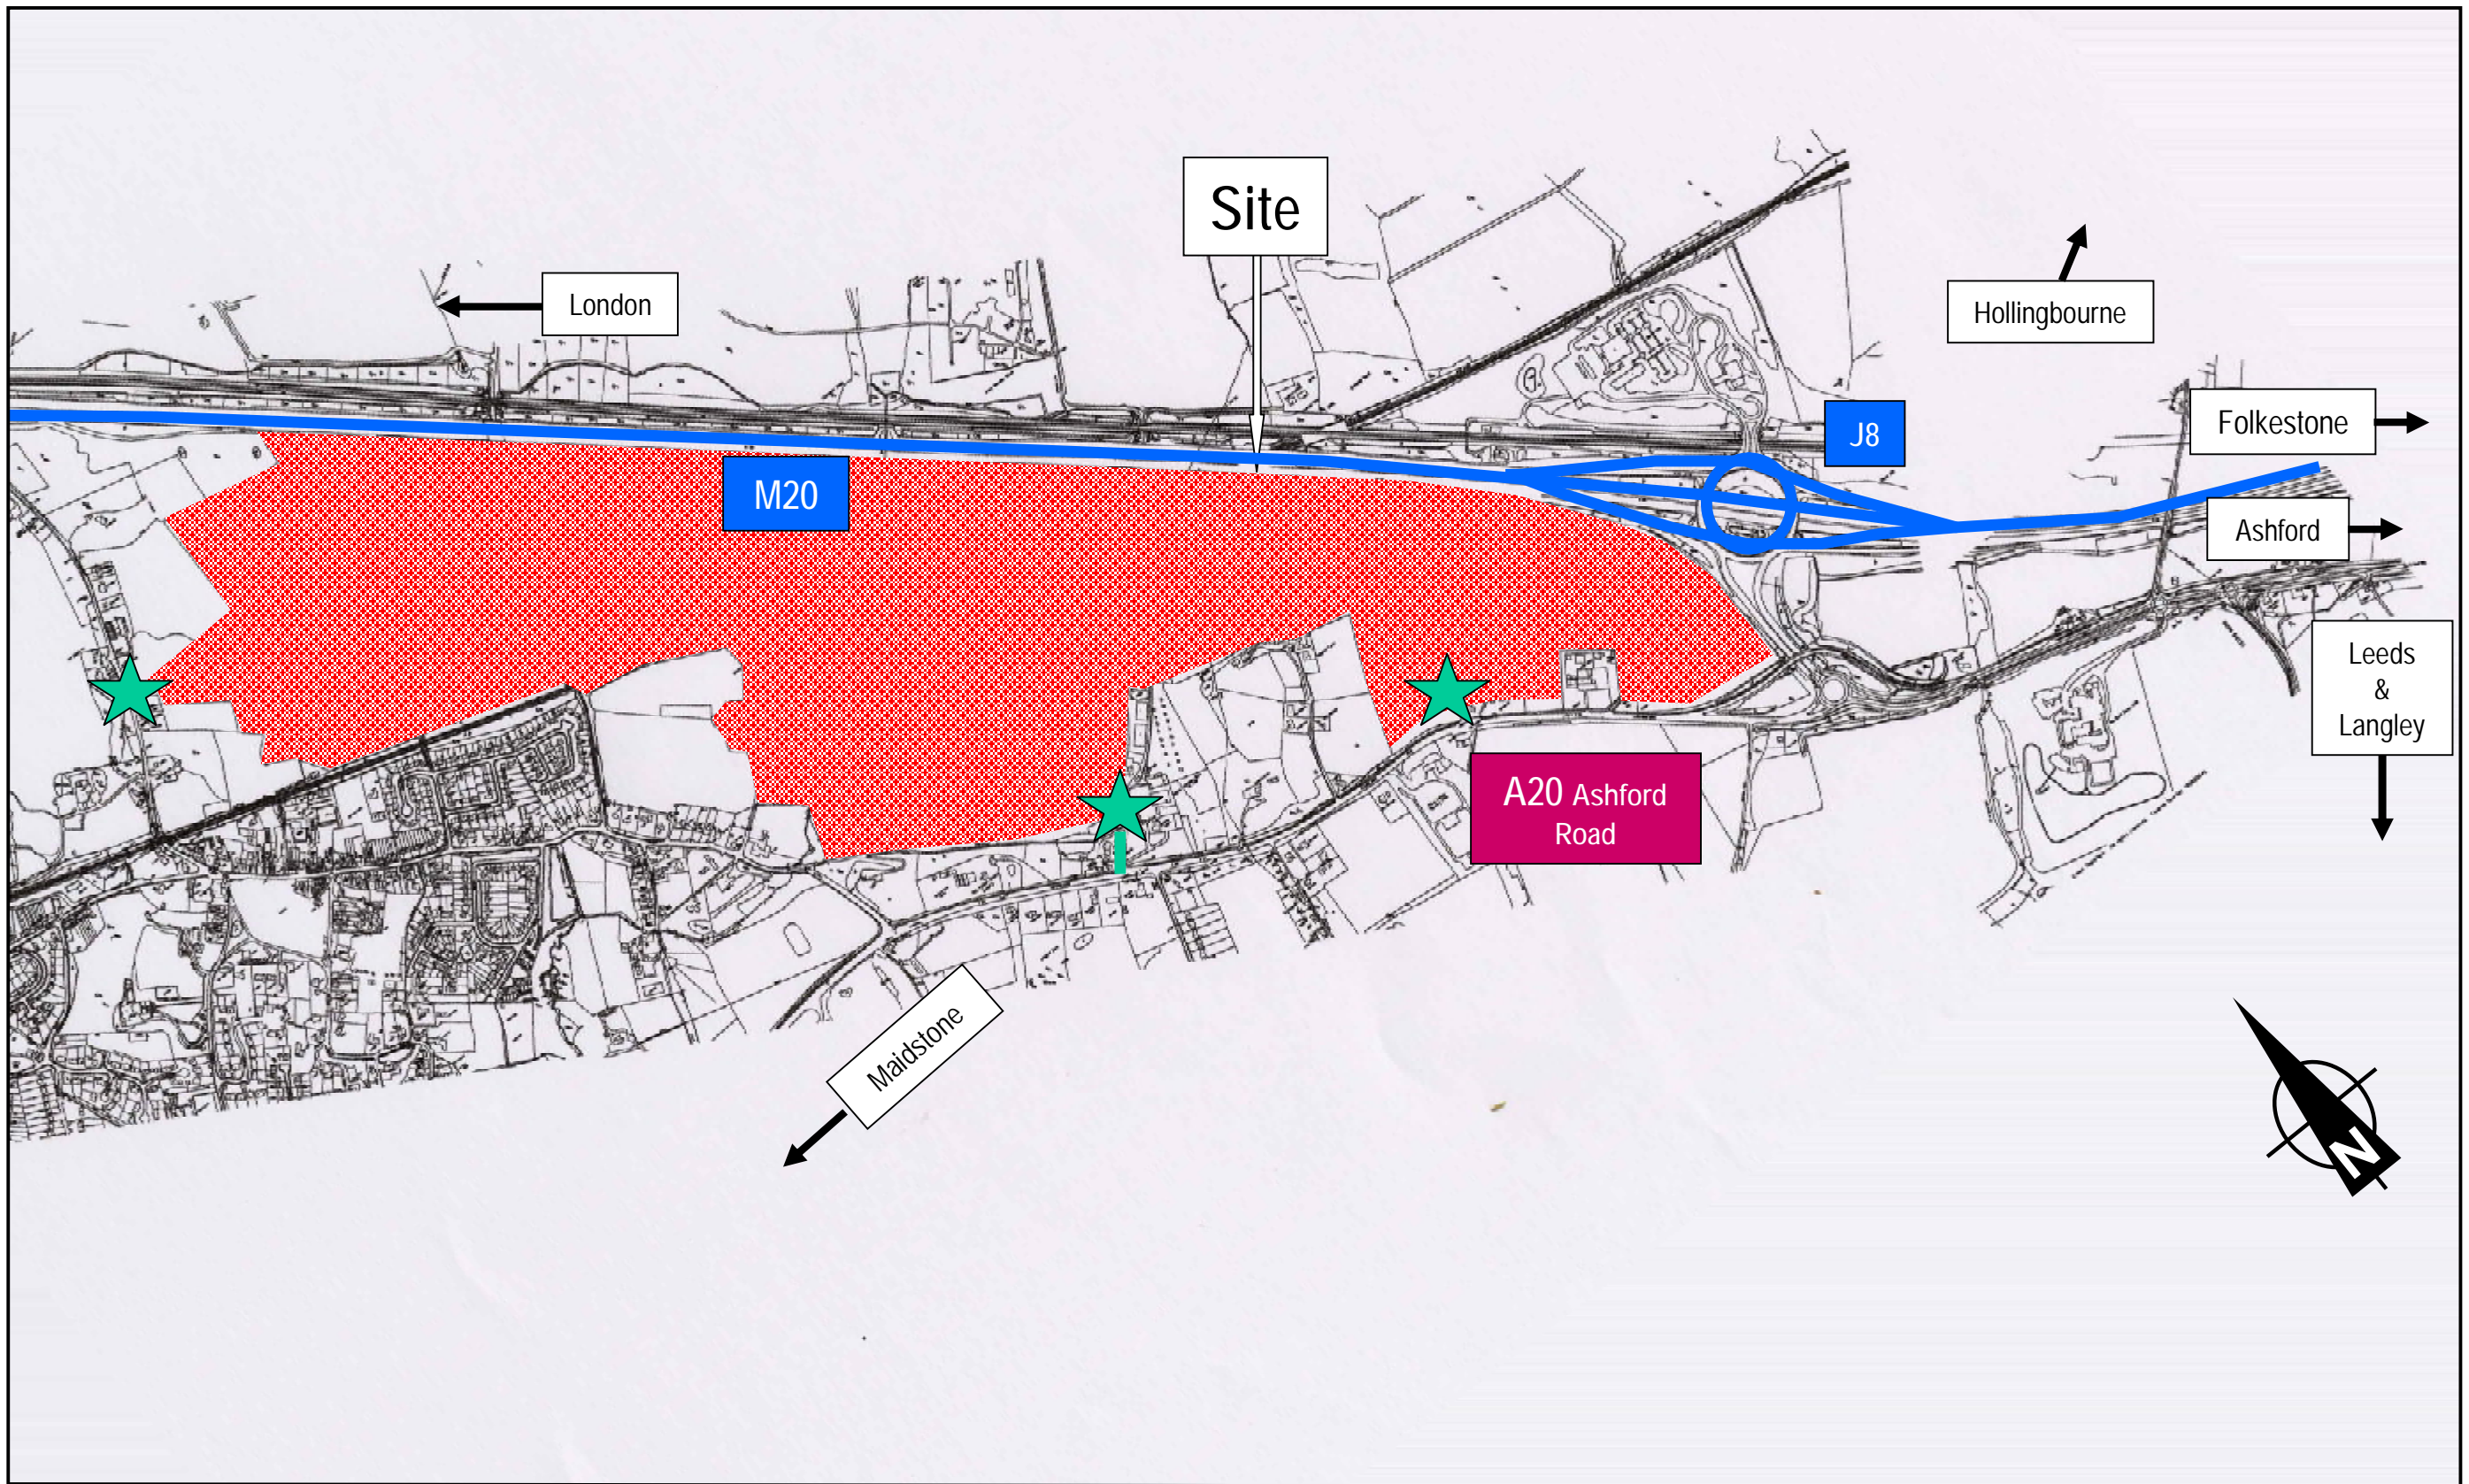 Site
London
Hollingbourne
Folkestone
J8
M20
Ashford
Leeds
&
Langley
A20 Ashford
Road
Maidstone
N